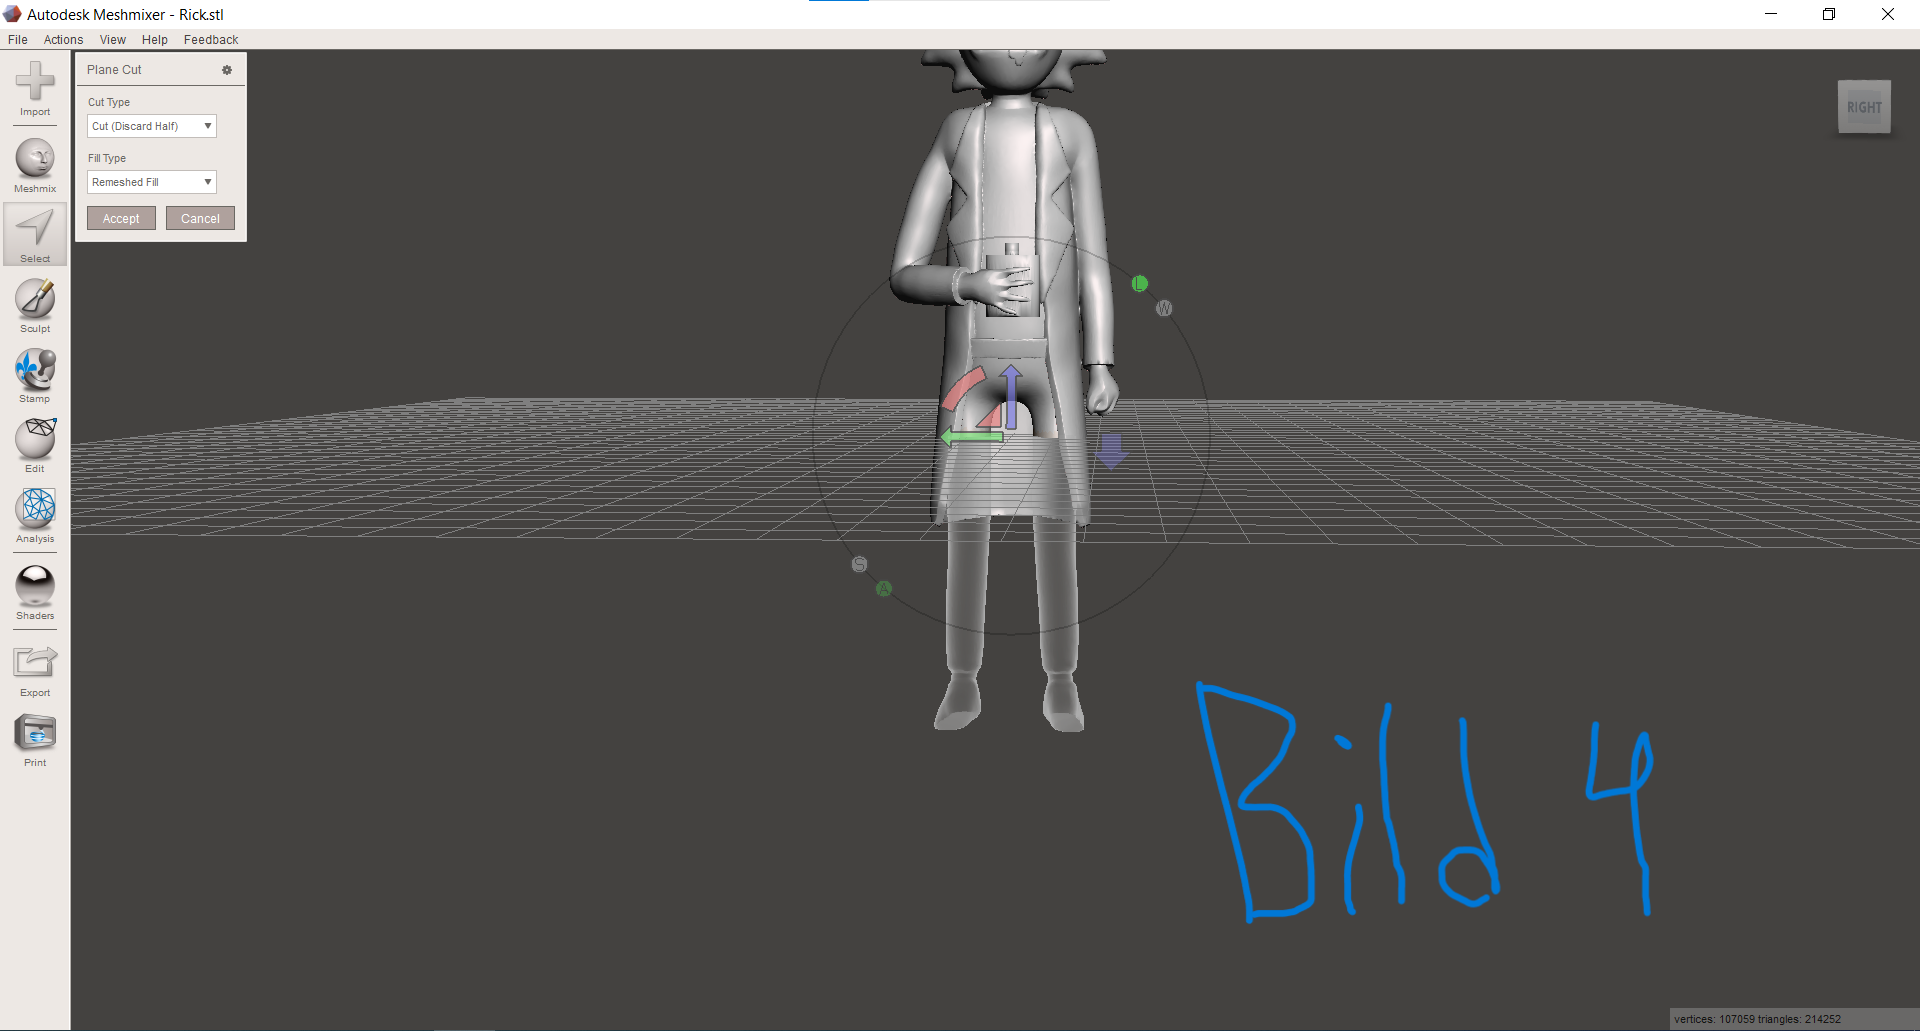 Autodesk Meshmixer - Rick.stl
File Actions View Help Feedback
Plane Cut
Cut Type
Cut (Discard Half)
Fill Type
Remeshed Fill
Accept Cancel
Import
Meshmix
Select
Sculpt
Stamp
Edit
Analysis
Shaders
Export
Print
RIGHT
L
W
S
A
Bild 4
vertices: 107059 triangles: 214252